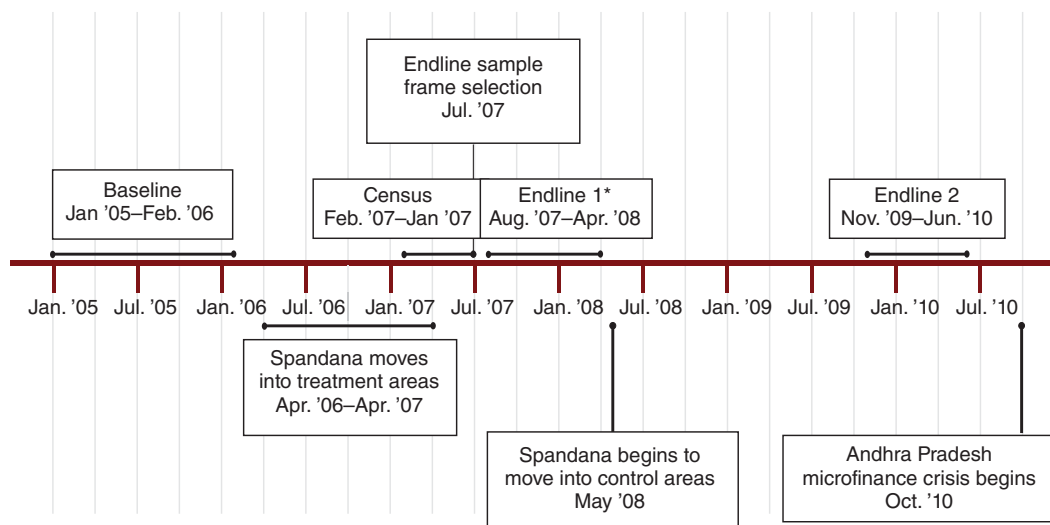 Endline sample
frame selection
Jul. '07
Baseline
Jan '05–Feb. '06
Census
Feb. '07–Jan '07
Endline 1*
Aug. '07–Apr. '08
Endline 2
Nov. '09–Jun. '10
Jan. '05 Jul. '05 Jan. '06 Jul. '06 Jan. '07 Jul. '07 Jan. '08 Jul. '08 Jan. '09 Jul. '09 Jan. '10 Jul. '10
Spandana moves
into treatment areas
Apr. '06–Apr. '07
Spandana begins to
move into control areas
May '08
Andhra Pradesh
microfinance crisis begins
Oct. '10